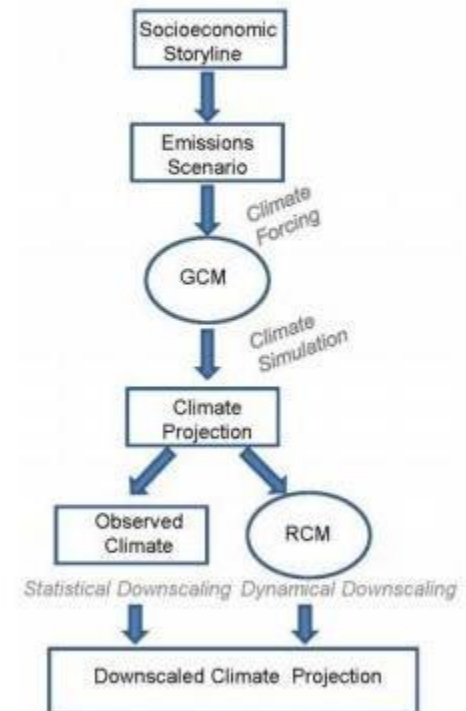 Socioeconomic
Storyline
Emissions
Scenario
Climate
Forcing
GCM
Climate
Simulation
Climate
Projection
Observed
Climate
RCM
Statistical Downscaling Dynamical Downscaling
Downscaled Climate Projection